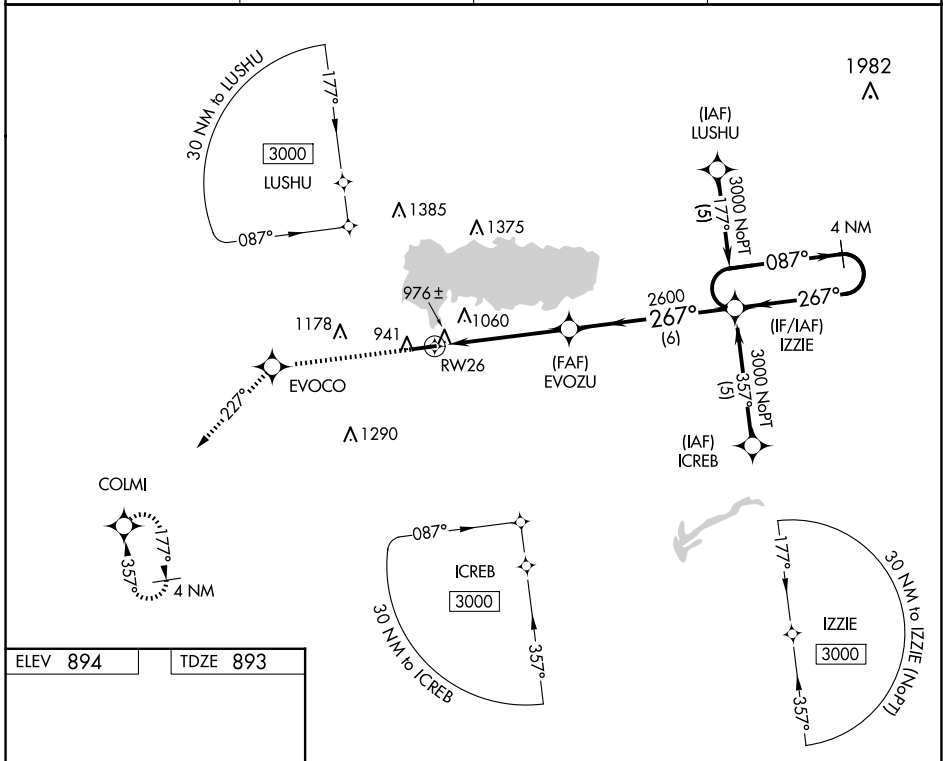 1982
30 NM to LUSHU
177°
3000
LUSHU
087°
(IAF)
LUSHU
3000 NoPT
177°
(5)
4 NM
087°
267°
(IF/IAF)
IZZIE
1385
1375
976±
1060
1178
941
RW26
2600
267°
(6)
(FAF)
EVOZU
EVOCO
227°
1290
3000 NoPT
357°
(5)
(IAF)
ICREB
COLMI
177°
357°
4 NM
087°
ICREB
3000
357°
30 NM to ICREB
177°
IZZIE
3000
357°
30 NM to IZZIE (NoPT)
ELEV 894
TDZE 893